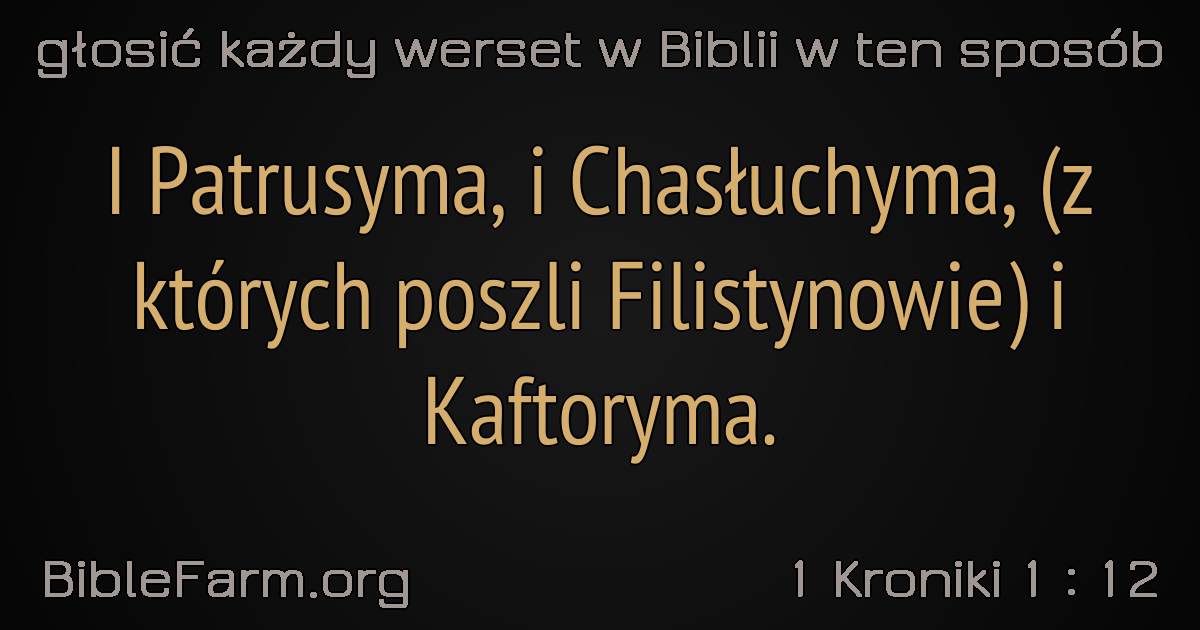 głosić każdy werset w Biblii w ten sposób
I Patrusyma, i Chasłuchyma, (z
których poszli Filistynowie) i
Kaftoryma.
BibleFarm.org
1 Kroniki 1 : 12